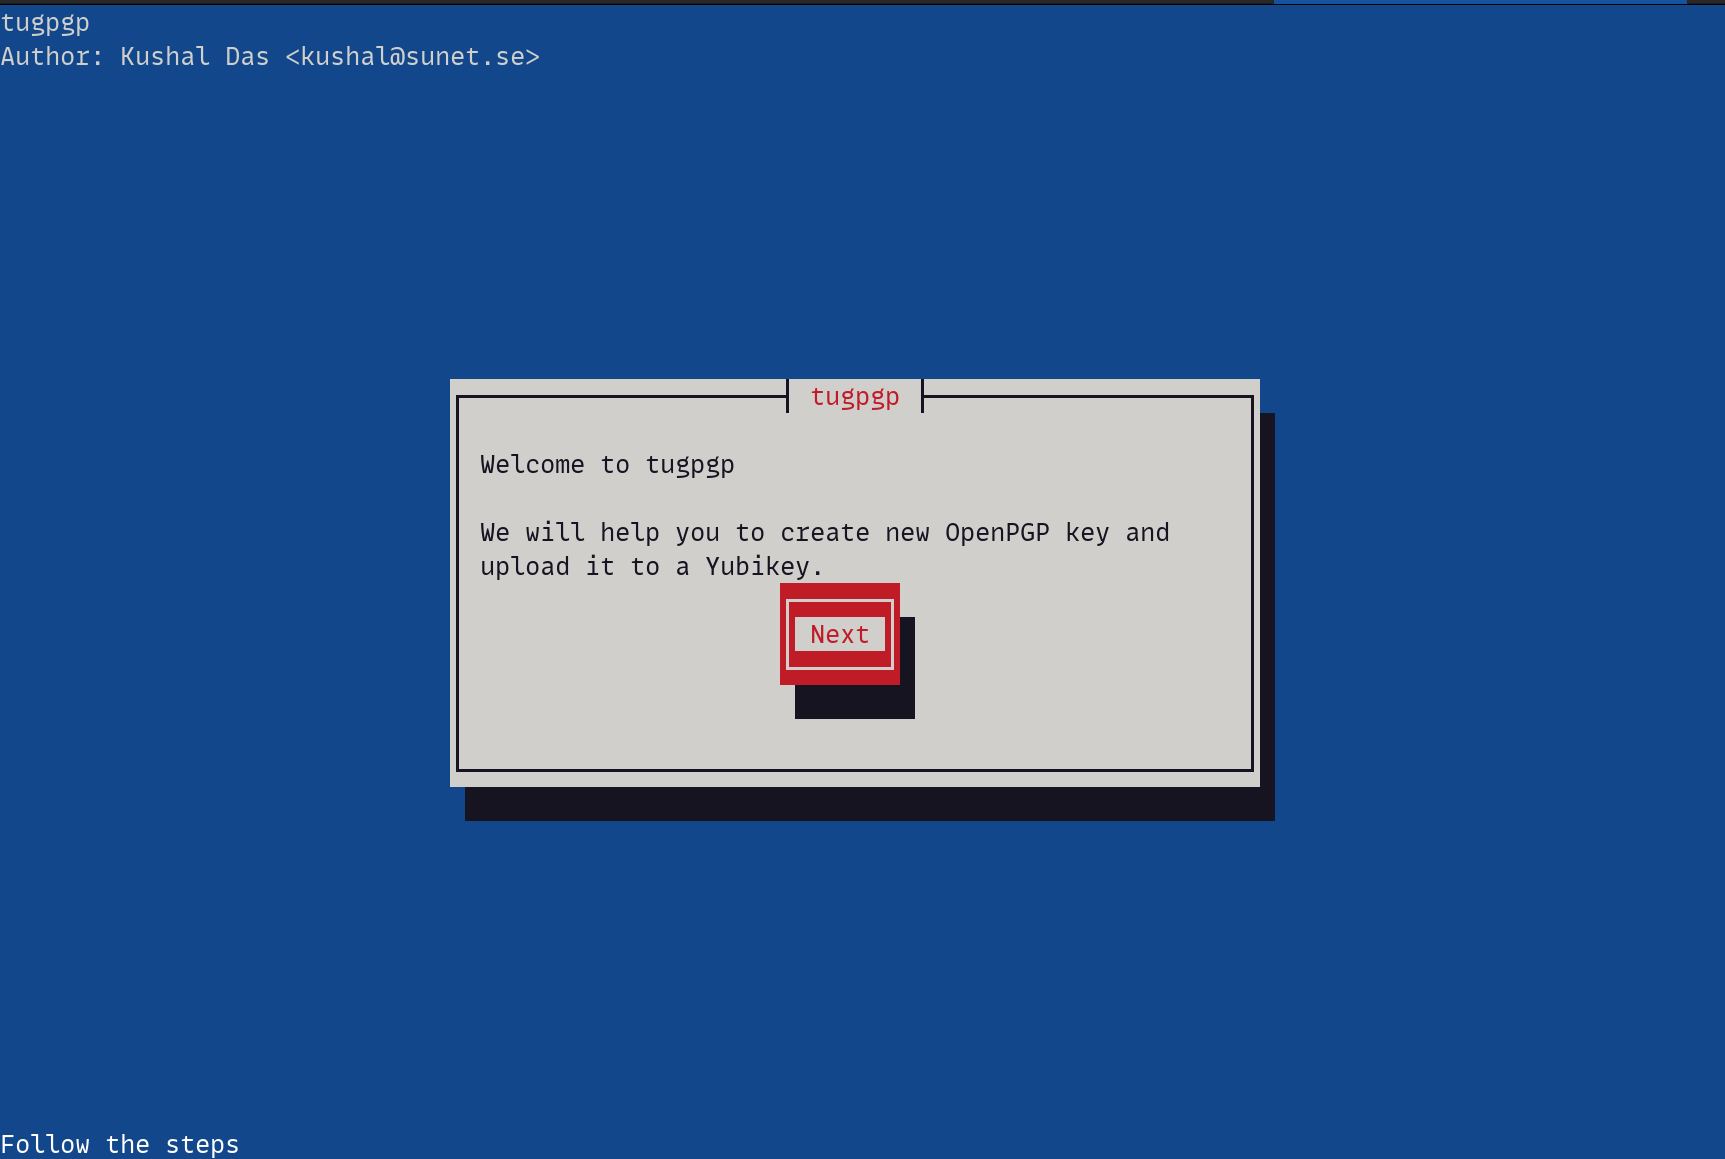 tugpgp
Author: Kushal Das <kushal@sunet.se>
tugpgp
Welcome to tugpgp
We will help you to create new OpenPGP key and
upload it to a Yubikey.
Next
Follow the steps